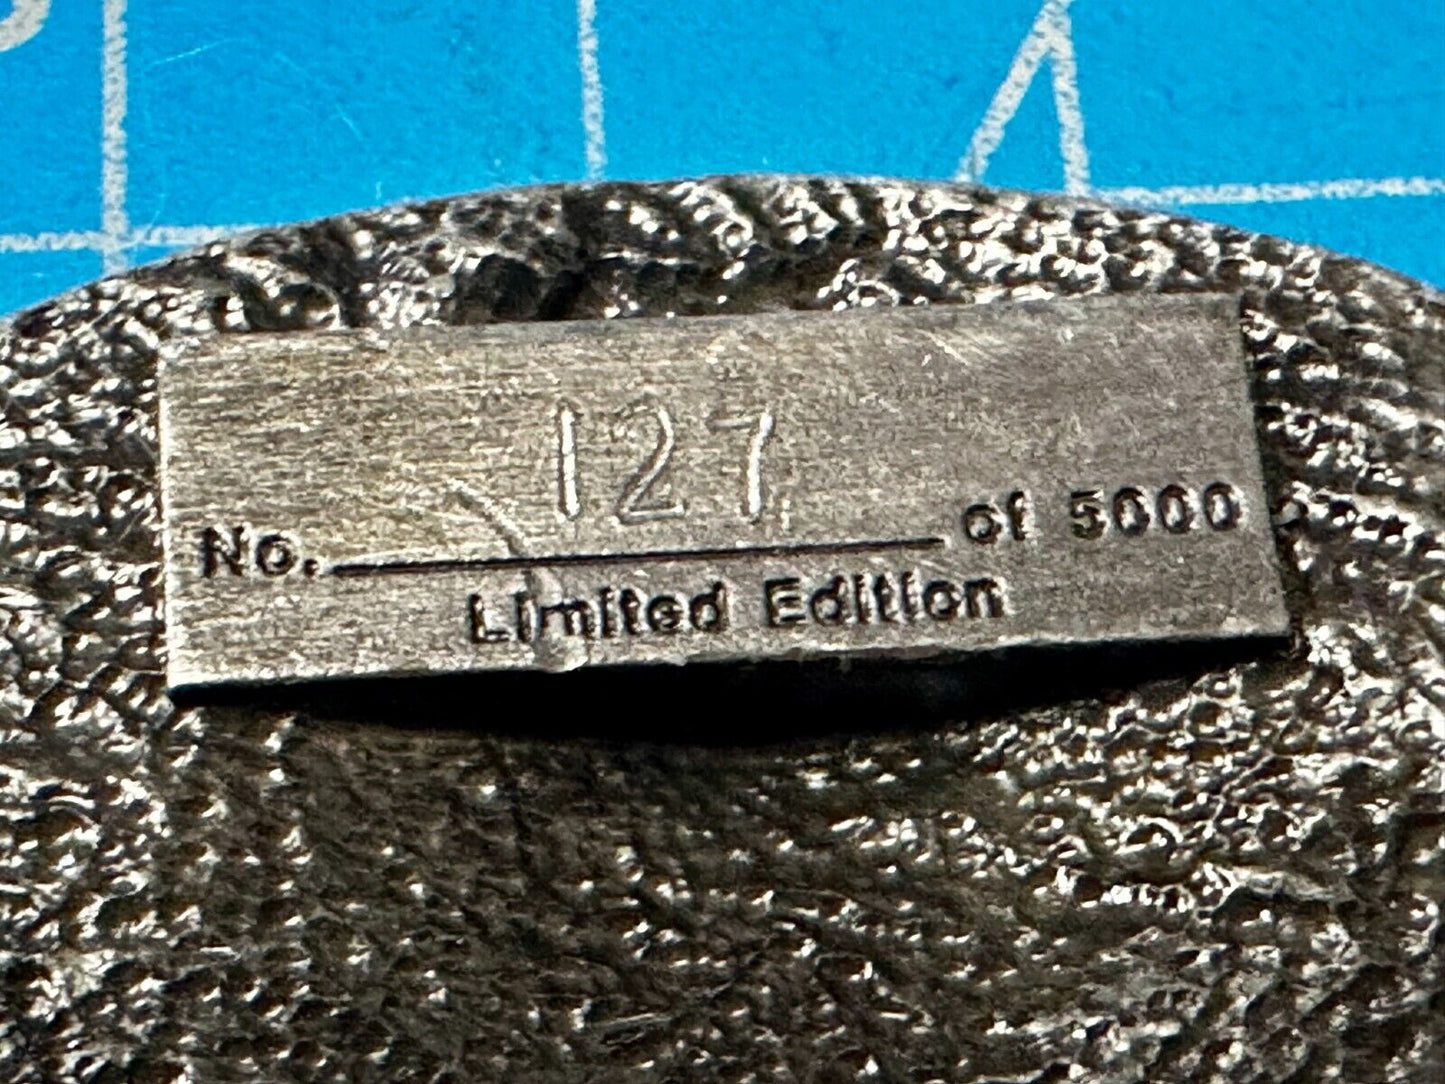 No. 127 of 5000
Limited Edition